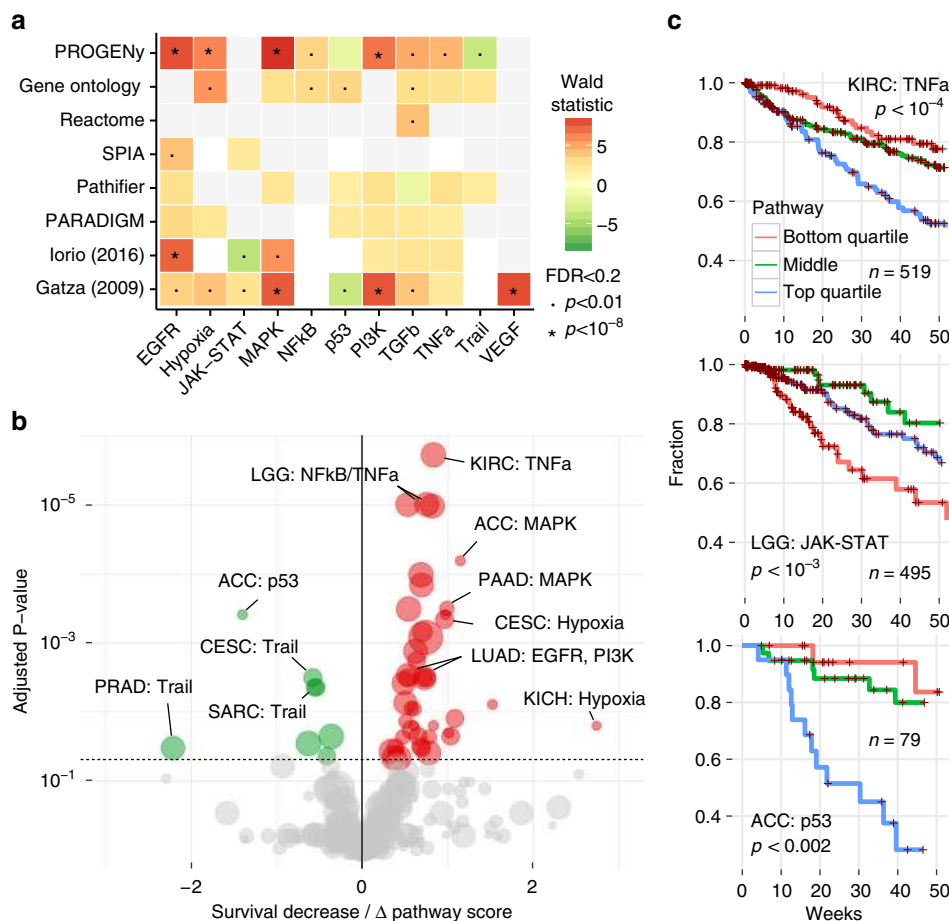 a
PROGENy
Gene ontology
Reactome
SPIA
Pathifier
PARADIGM
Iorio (2016)
Gatza (2009)
EGFR
Hypoxia
JAK–STAT
MAPK
NFkB
p53
PI3K
TGFb
TNFa
Trail
VEGF
Wald
statistic
5
0
−5
FDR<0.2
. p<0.01
* p<10⁻⁸
b
Adjusted P–value
10⁻⁵
10⁻³
10⁻¹
KIRC: TNFa
LGG: NFkB/TNFa
ACC: MAPK
ACC: p53
PAAD: MAPK
CESC: Trail
CESC: Hypoxia
LUAD: EGFR, PI3K
PRAD: Trail
SARC: Trail
KICH: Hypoxia
−2
0
2
Survival decrease / Δ pathway score
c
Fraction
1.0
0.8
0.6
0.4
KIRC: TNFa
p < 10⁻⁴
Pathway
Bottom quartile
Middle
Top quartile
n = 519
0 10 20 30 40 50
1.0
0.8
0.6
0.4
LGG: JAK-STAT
p < 10⁻³
n = 495
0 10 20 30 40 50
1.0
0.8
0.6
0.4
n = 79
ACC: p53
p < 0.002
0 10 20 30 40 50
Weeks